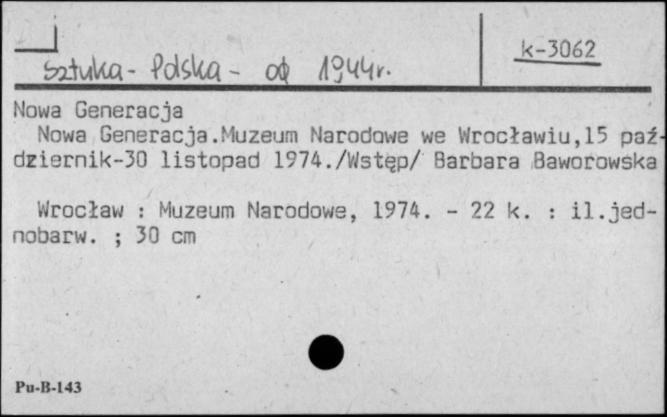 sztuka - Polska - od 1944r.
k-3062
Nowa Generacja
Nowa Generacja.Muzeum Narodowe we Wrocławiu,15 paź-
dziernik-30 listopad 1974./Wstęp/ Barbara Baworowska
Wrocław : Muzeum Narodowe, 1974. - 22 k. : il.jed-
nobarw. ; 30 cm
Pu-B-143